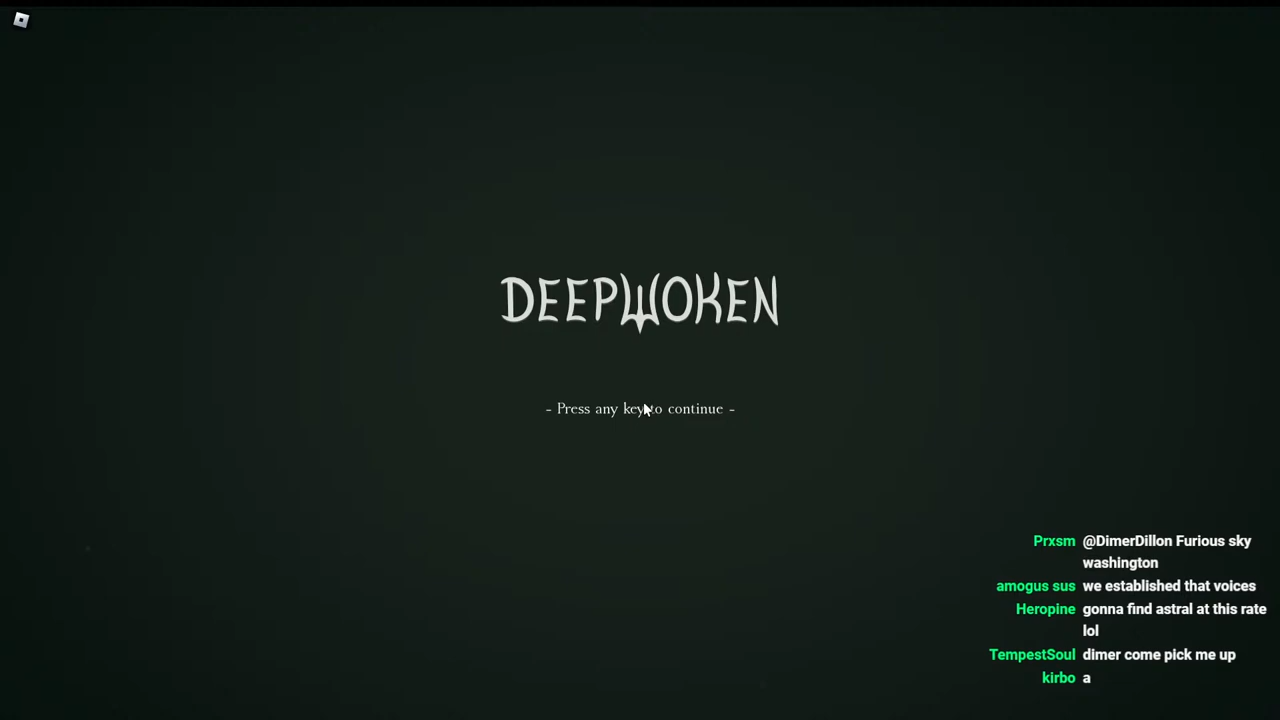 DEEPWOKEN
- Press any key to continue -
Prxsm @DimerDillon Furious sky
washington
amogus sus we established that voices
Heropine gonna find astral at this rate
lol
TempestSoul dimer come pick me up
kirbo a